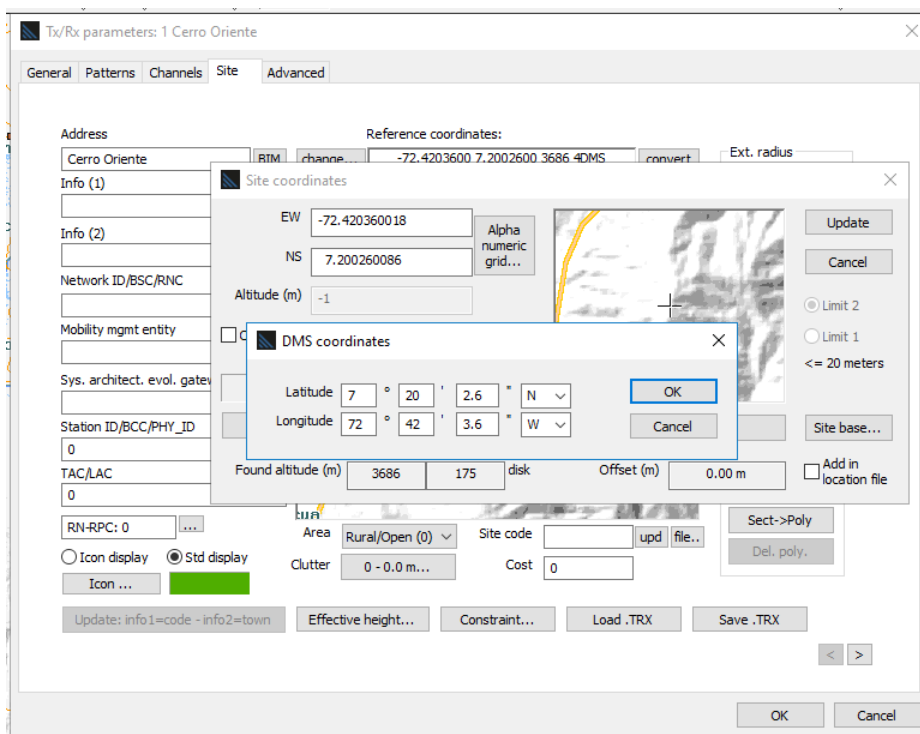 Tx/Rx parameters: 1 Cerro Oriente
General Patterns Channels Site Advanced
Address
Reference coordinates:
Cerro Oriente BIM change... -72.4203600 7.2002600 3686 4DMS convert
Ext. radius
Info (1)
Site coordinates
EW -72.420360018
Alpha numeric grid...
Update
Info (2)
NS 7.200260086
Cancel
Network ID/BSC/RNC
Altitude (m) -1
Limit 2
Mobility mgmt entity
DMS coordinates
Limit 1
<= 20 meters
Sys. architect. evol.
Latitude 7 ° 20 ' 2.6 " N
OK
Longitude 72 ° 42 ' 3.6 " W
Cancel
Station ID/BCC/PHY_ID
Site base...
0
Found altitude (m) 3686 175 disk
Offset (m) 0.00 m
Add in location file
TAC/LAC
0
RN-RPC: 0 ...
Area Rural/Open (0)
Site code
upd file..
Sect->Poly
Icon display Std display
Clutter 0 - 0.0 m...
Cost 0
Del. poly.
Icon ...
Update: info1=code - info2=town
Effective height...
Constraint...
Load .TRX
Save .TRX
< >
OK Cancel